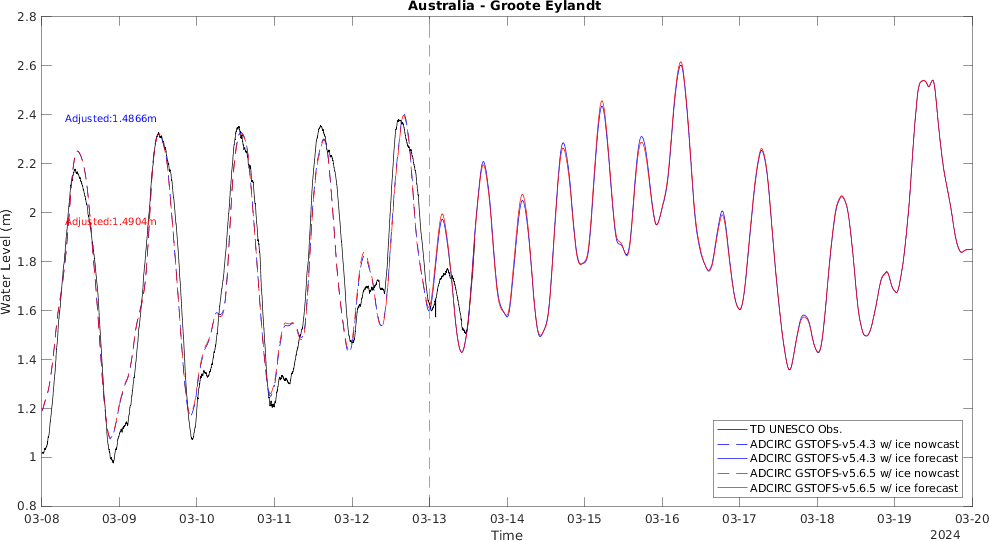 Australia - Groote Eylandt
2.8
2.6
2.4
2.2
2
1.8
1.6
1.4
1.2
1
0.8
Water Level (m)
Adjusted:1.4866m
Adjusted:1.4904m
TD UNESCO Obs.
ADCIRC GSTOFS-v5.4.3 w/ ice nowcast
ADCIRC GSTOFS-v5.4.3 w/ ice forecast
ADCIRC GSTOFS-v5.6.5 w/ ice nowcast
ADCIRC GSTOFS-v5.6.5 w/ ice forecast
03-08 03-09 03-10 03-11 03-12 03-13 03-14 03-15 03-16 03-17 03-18 03-19 03-20
Time
2024